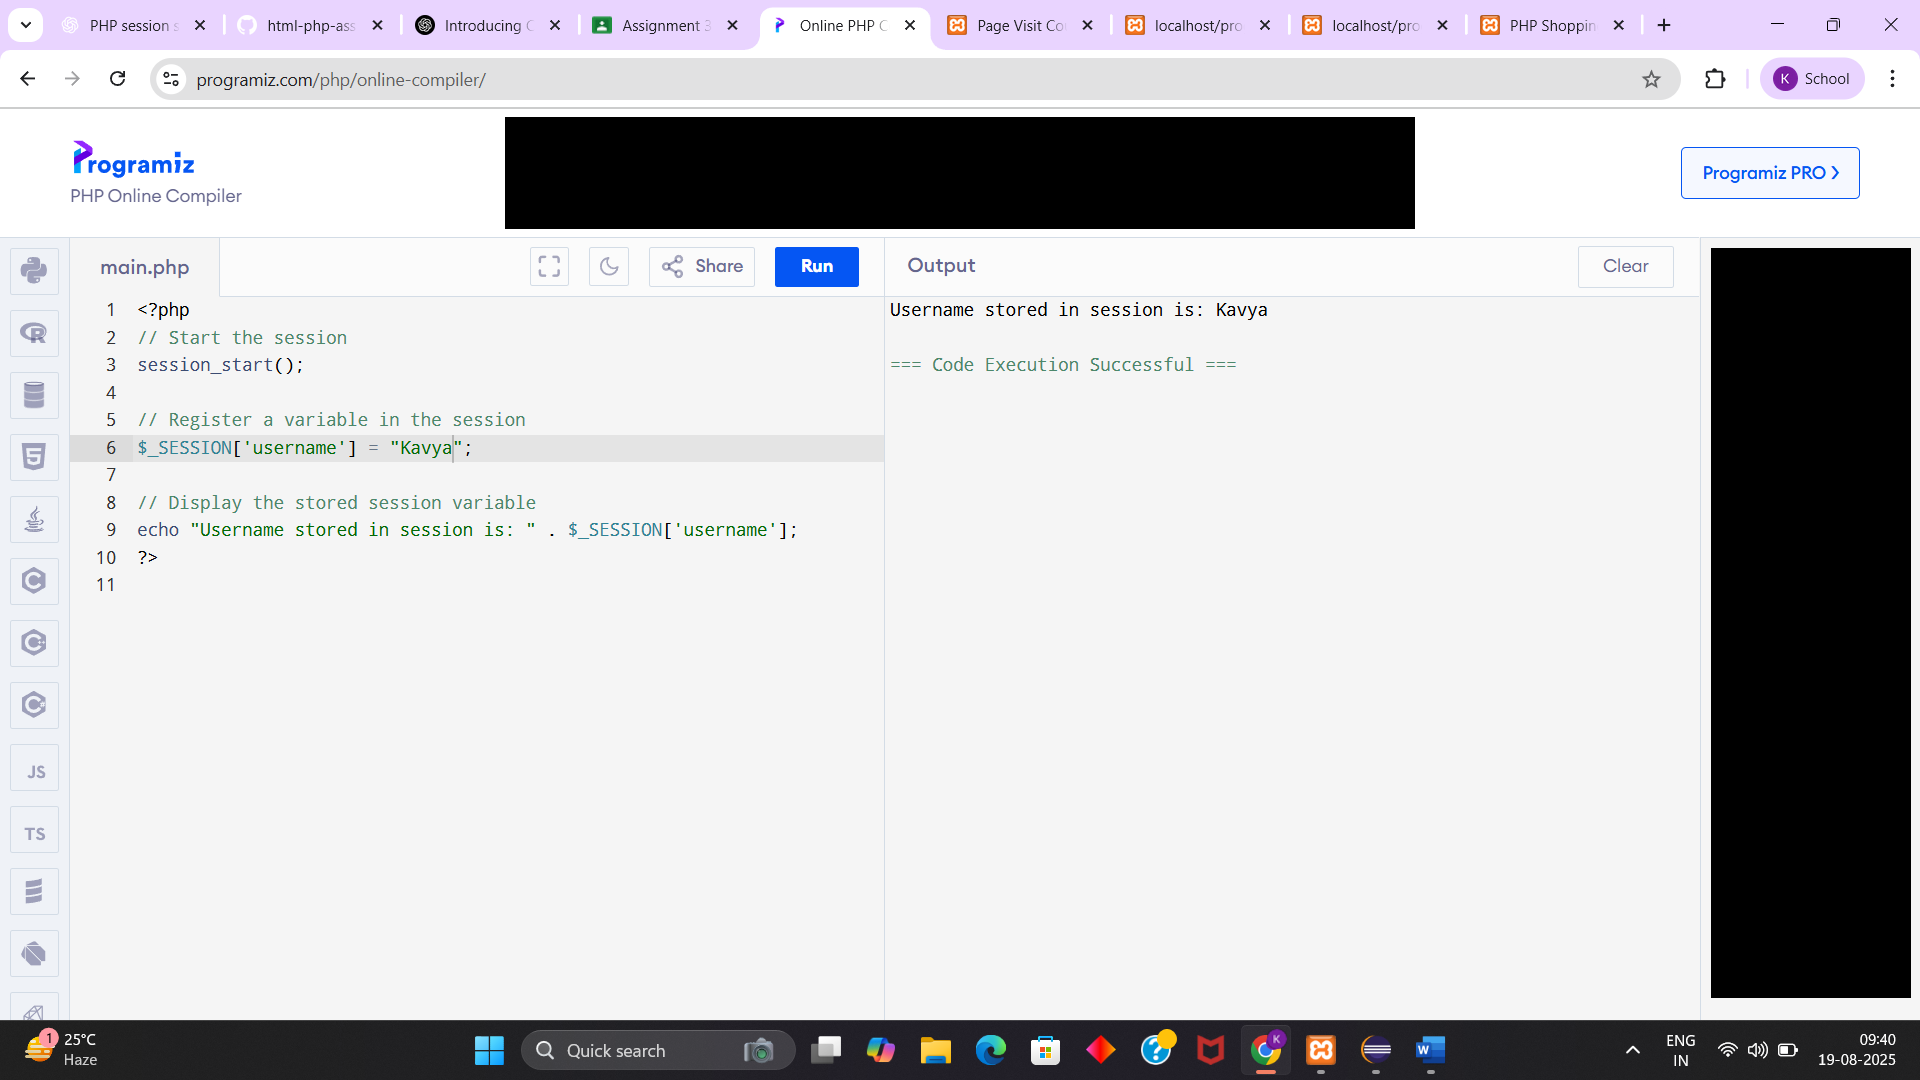 PHP session s
html-php-ass
Introducing C
Assignment 3
Online PHP C
Page Visit Co
localhost/pro
localhost/pro
PHP Shoppin
programiz.com/php/online-compiler/
K School
Programiz
PHP Online Compiler
Programiz PRO
main.php
Share
Run
Output
Clear
1 <?php
2 // Start the session
3 session_start();
4
5 // Register a variable in the session
6 $_SESSION['username'] = "Kavya";
7
8 // Display the stored session variable
9 echo "Username stored in session is: " . $_SESSION['username'];
10 ?>
11
Username stored in session is: Kavya
=== Code Execution Successful ===
JS
TS
1
25°C
Haze
Quick search
K
ENG
IN
09:40
19-08-2025